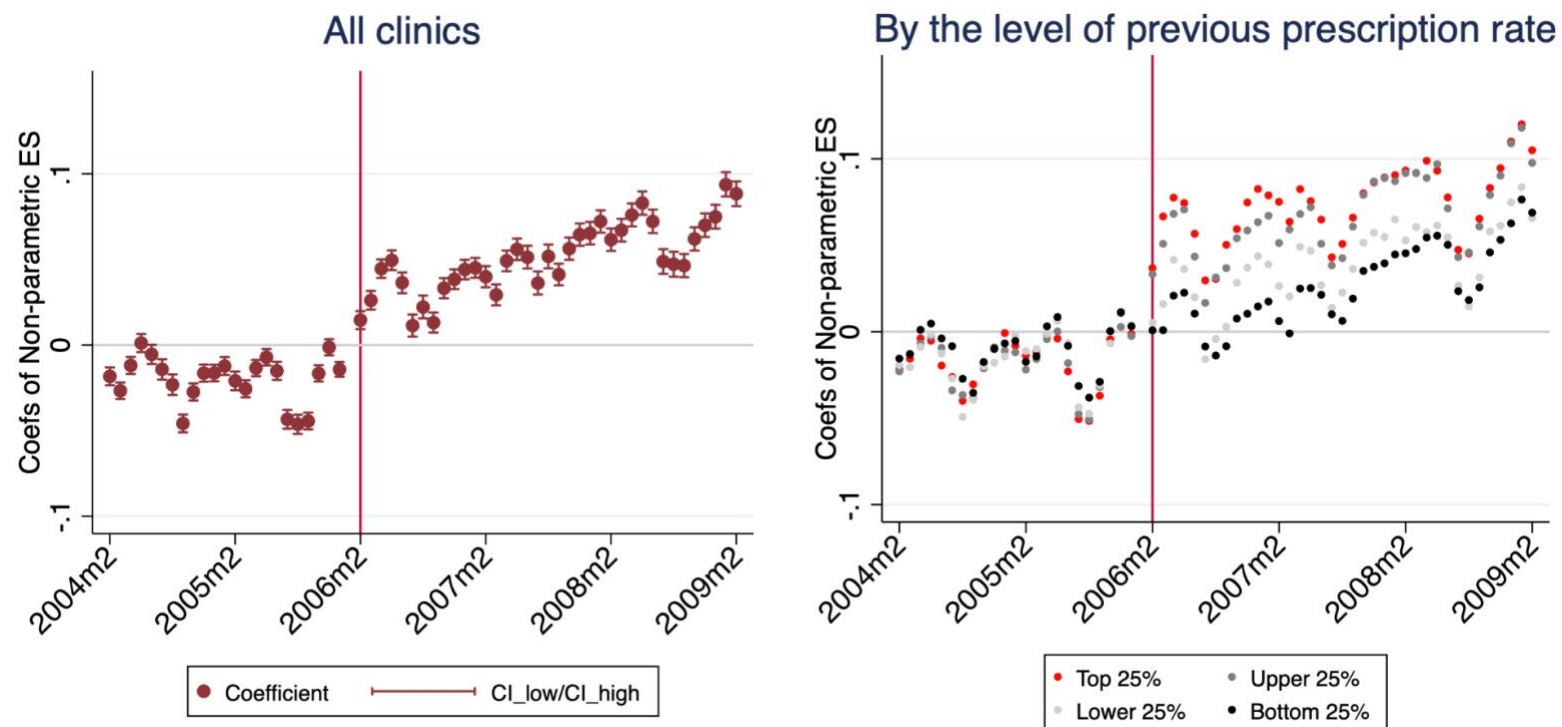 All clinics
Coefs of Non-parametric ES
.1
0
-.1
2004m2
2005m2
2006m2
2007m2
2008m2
2009m2
Coefficient CI_low/CI_high
By the level of previous prescription rate
Coefs of Non-parametric ES
.1
0
-.1
2004m2
2005m2
2006m2
2007m2
2008m2
2009m2
Top 25% Upper 25%
Lower 25% Bottom 25%